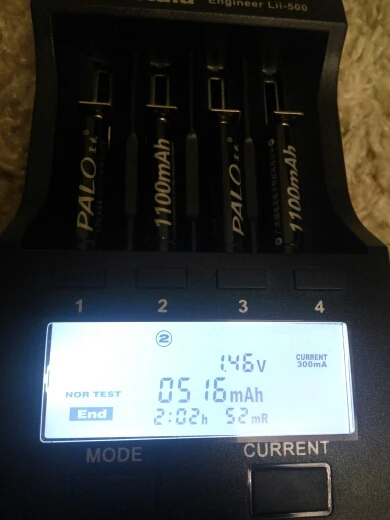 Engineer Lii-500
PALO
1100mAh
PALO
1100mAh
1 2 3 4
2
1.46V
CURRENT
300mA
NOR TEST
0516mAh
End
2:02h 52mR
MODE
CURRENT